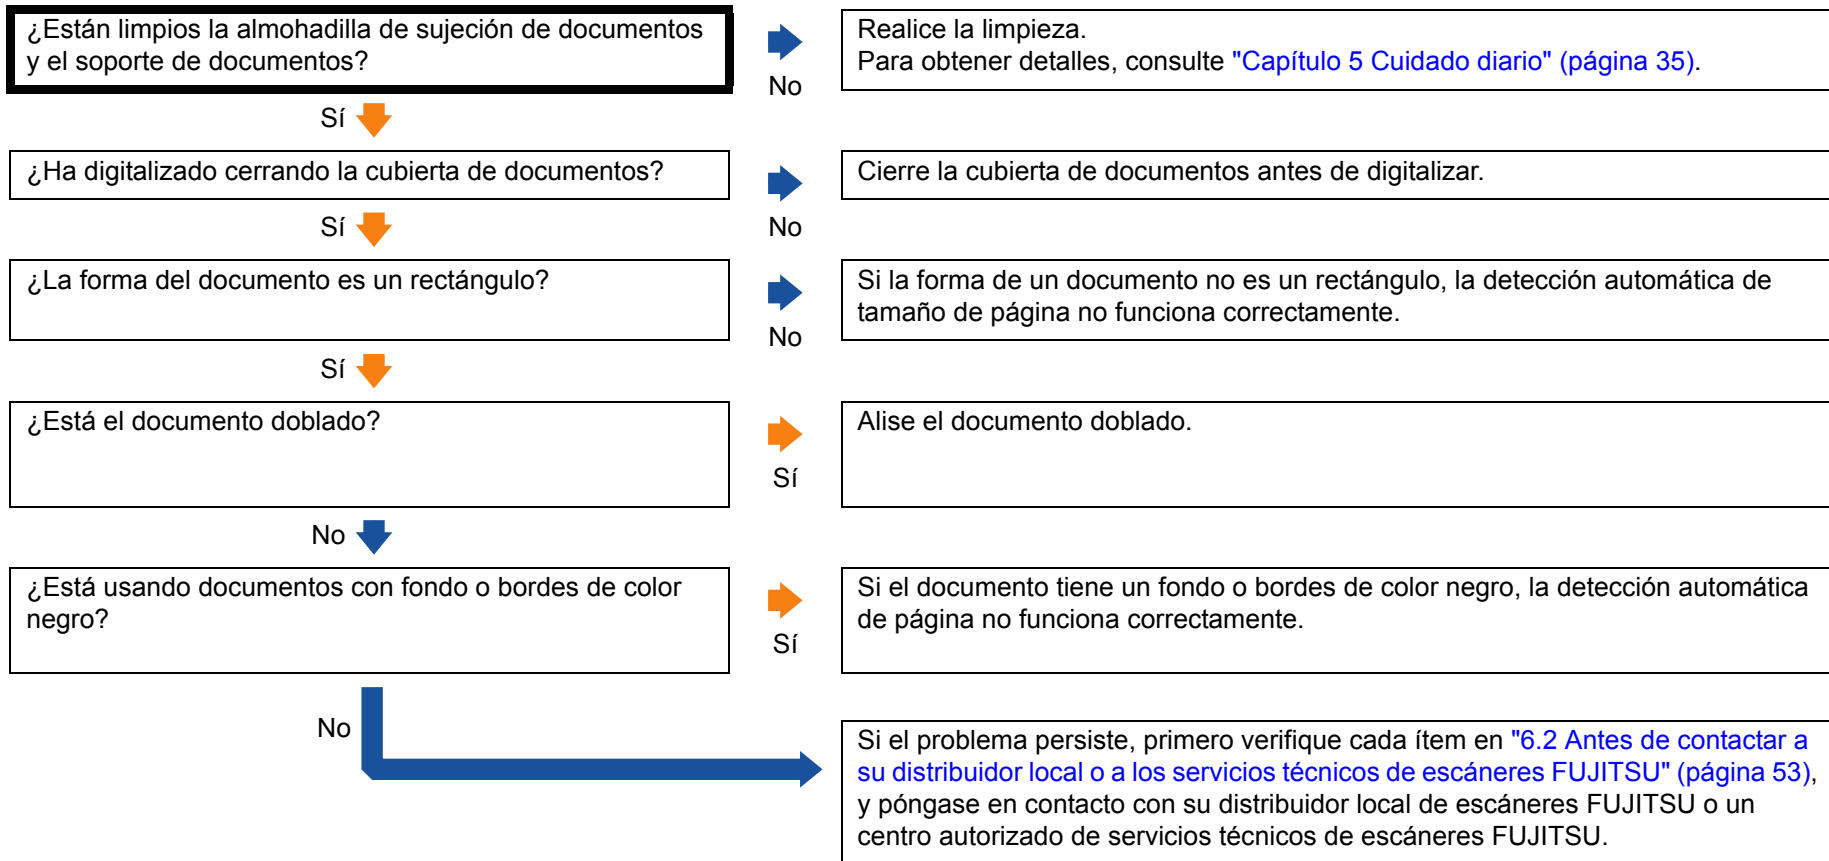 ¿Están limpios la almohadilla de sujeción de documentos
y el soporte de documentos?
No
Realice la limpieza.
Para obtener detalles, consulte "Capítulo 5 Cuidado diario" (página 35).
Sí
¿Ha digitalizado cerrando la cubierta de documentos?
No
Cierre la cubierta de documentos antes de digitalizar.
Sí
¿La forma del documento es un rectángulo?
No
Si la forma de un documento no es un rectángulo, la detección automática de
tamaño de página no funciona correctamente.
Sí
¿Está el documento doblado?
Sí
Alise el documento doblado.
No
¿Está usando documentos con fondo o bordes de color
negro?
Sí
Si el documento tiene un fondo o bordes de color negro, la detección automática
de página no funciona correctamente.
No
Si el problema persiste, primero verifique cada ítem en "6.2 Antes de contactar a
su distribuidor local o a los servicios técnicos de escáneres FUJITSU" (página 53),
y póngase en contacto con su distribuidor local de escáneres FUJITSU o un
centro autorizado de servicios técnicos de escáneres FUJITSU.